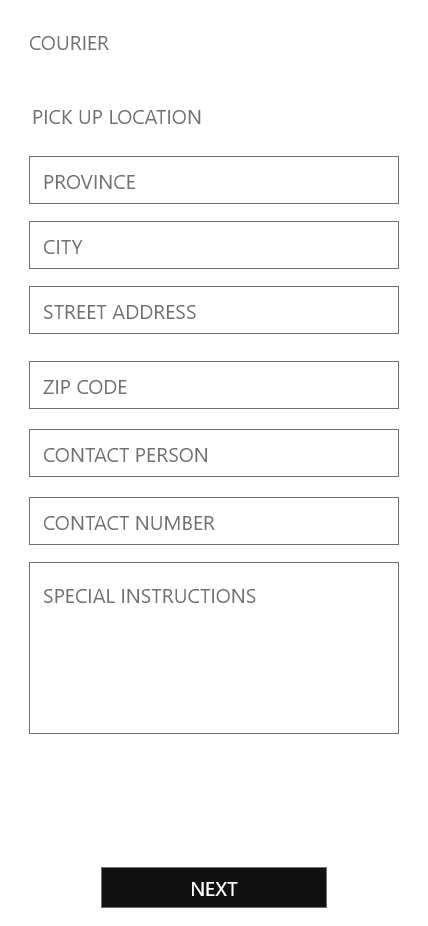 COURIER
PICK UP LOCATION
PROVINCE
CITY
STREET ADDRESS
ZIP CODE
CONTACT PERSON
CONTACT NUMBER
SPECIAL INSTRUCTIONS
NEXT